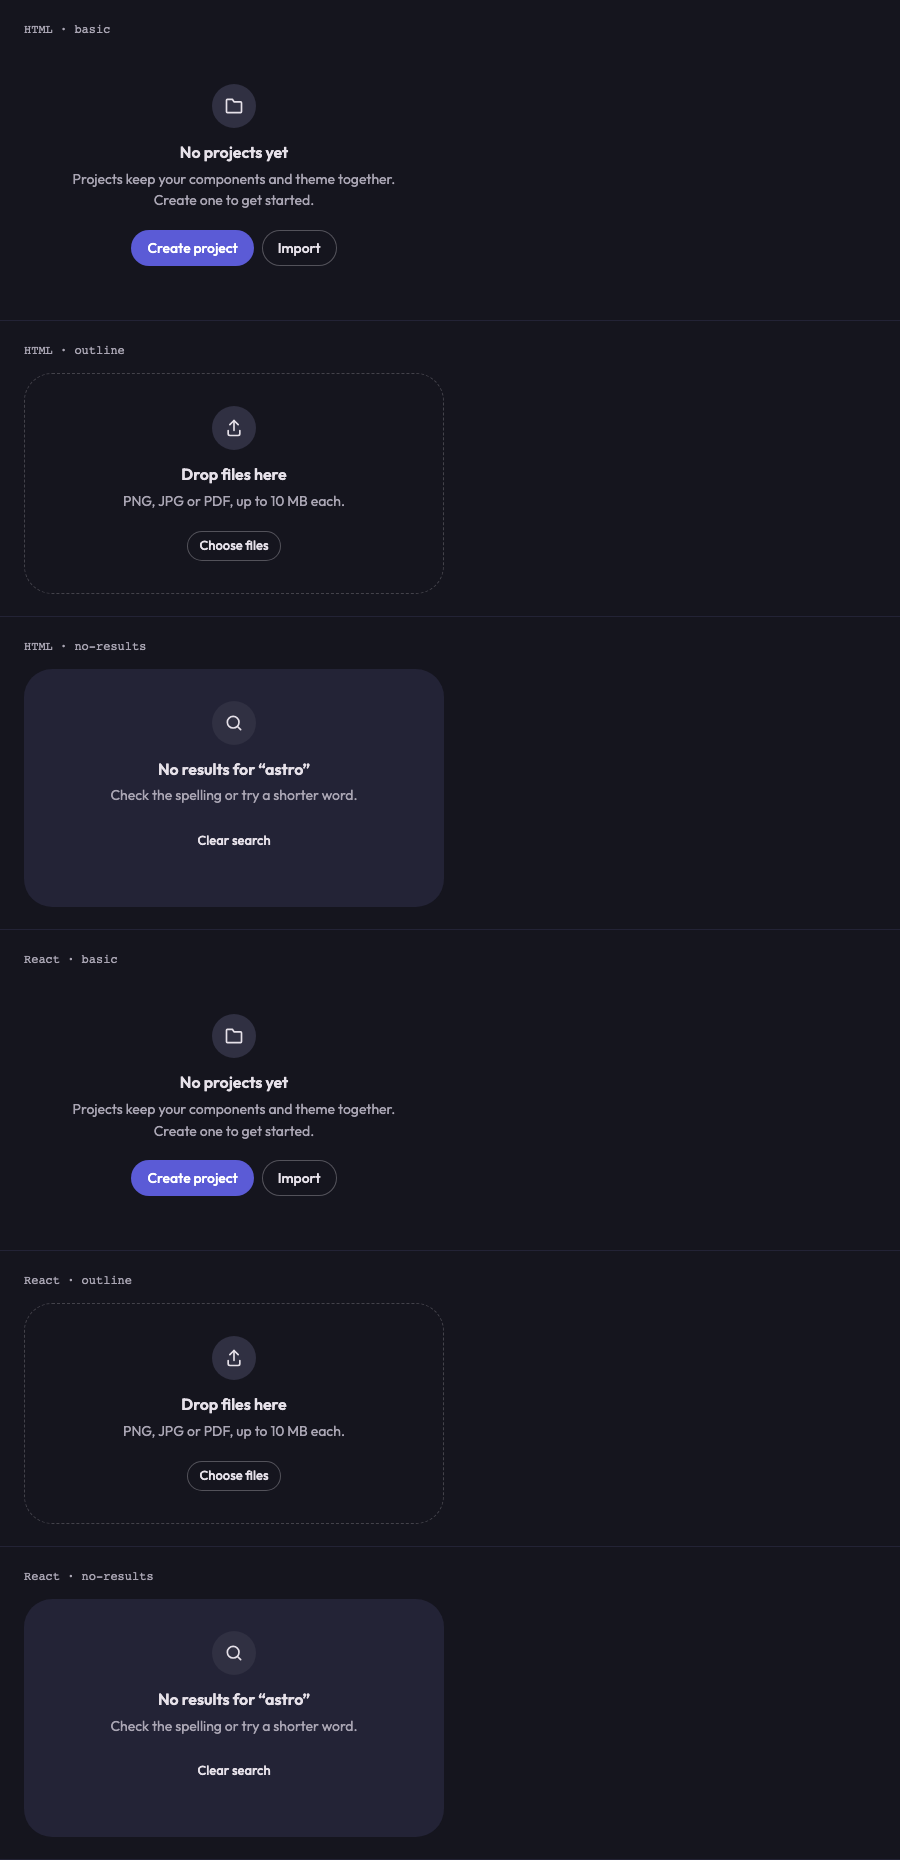 HTML · basic
No projects yet
Projects keep your components and theme together.
Create one to get started.
Create project Import
HTML · outline
Drop files here
PNG, JPG or PDF, up to 10 MB each.
Choose files
HTML · no-results
No results for “astro”
Check the spelling or try a shorter word.
Clear search
React · basic
No projects yet
Projects keep your components and theme together.
Create one to get started.
Create project Import
React · outline
Drop files here
PNG, JPG or PDF, up to 10 MB each.
Choose files
React · no-results
No results for “astro”
Check the spelling or try a shorter word.
Clear search